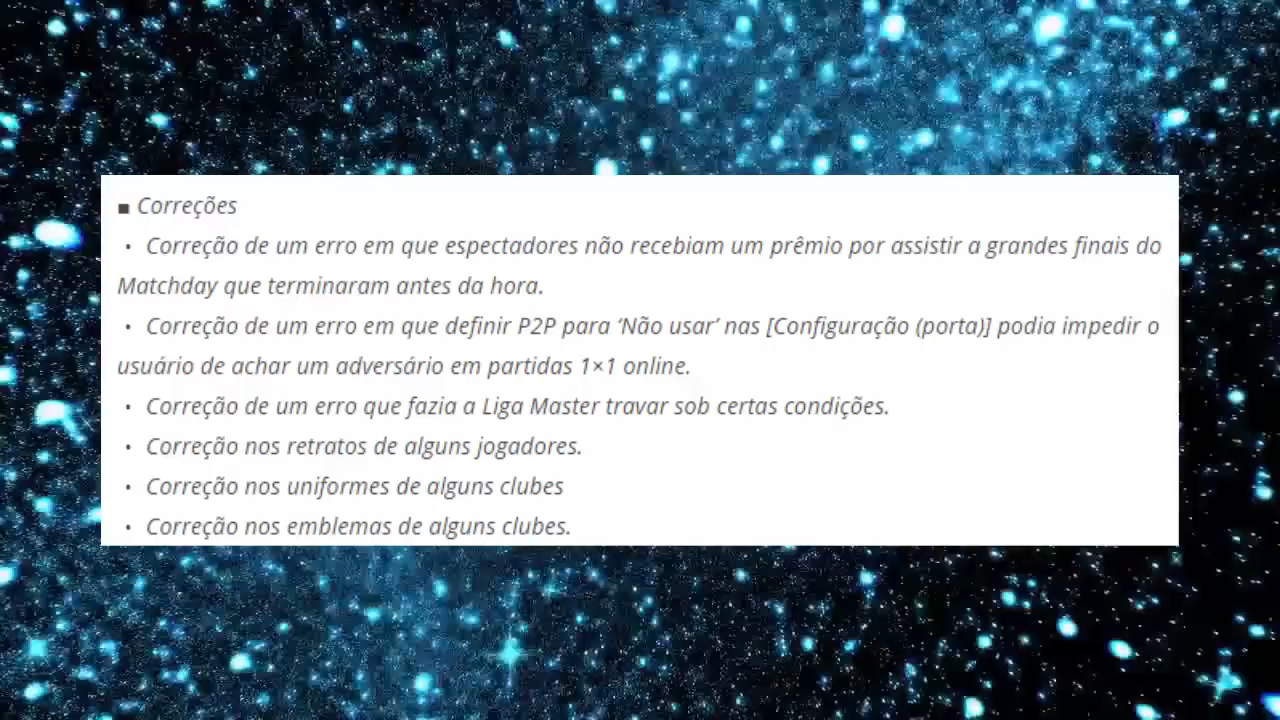 ■ Correções
• Correção de um erro em que espectadores não recebiam um prêmio por assistir a grandes finais do
Matchday que terminaram antes da hora.
• Correção de um erro em que definir P2P para ‘Não usar’ nas [Configuração (porta)] podia impedir o
usuário de achar um adversário em partidas 1×1 online.
• Correção de um erro que fazia a Liga Master travar sob certas condições.
• Correção nos retratos de alguns jogadores.
• Correção nos uniformes de alguns clubes
• Correção nos emblemas de alguns clubes.